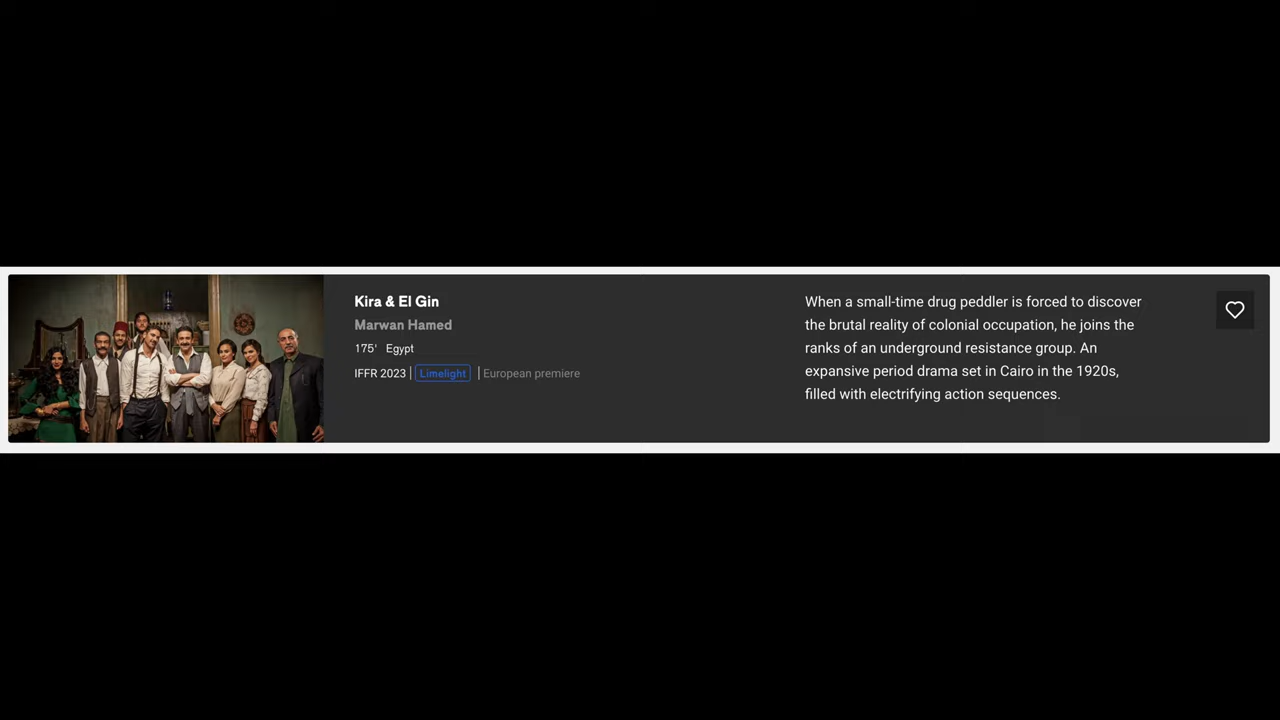 Kira & El Gin
Marwan Hamed
175' Egypt
IFFR 2023 | Limelight | European premiere
When a small-time drug peddler is forced to discover
the brutal reality of colonial occupation, he joins the
ranks of an underground resistance group. An
expansive period drama set in Cairo in the 1920s,
filled with electrifying action sequences.